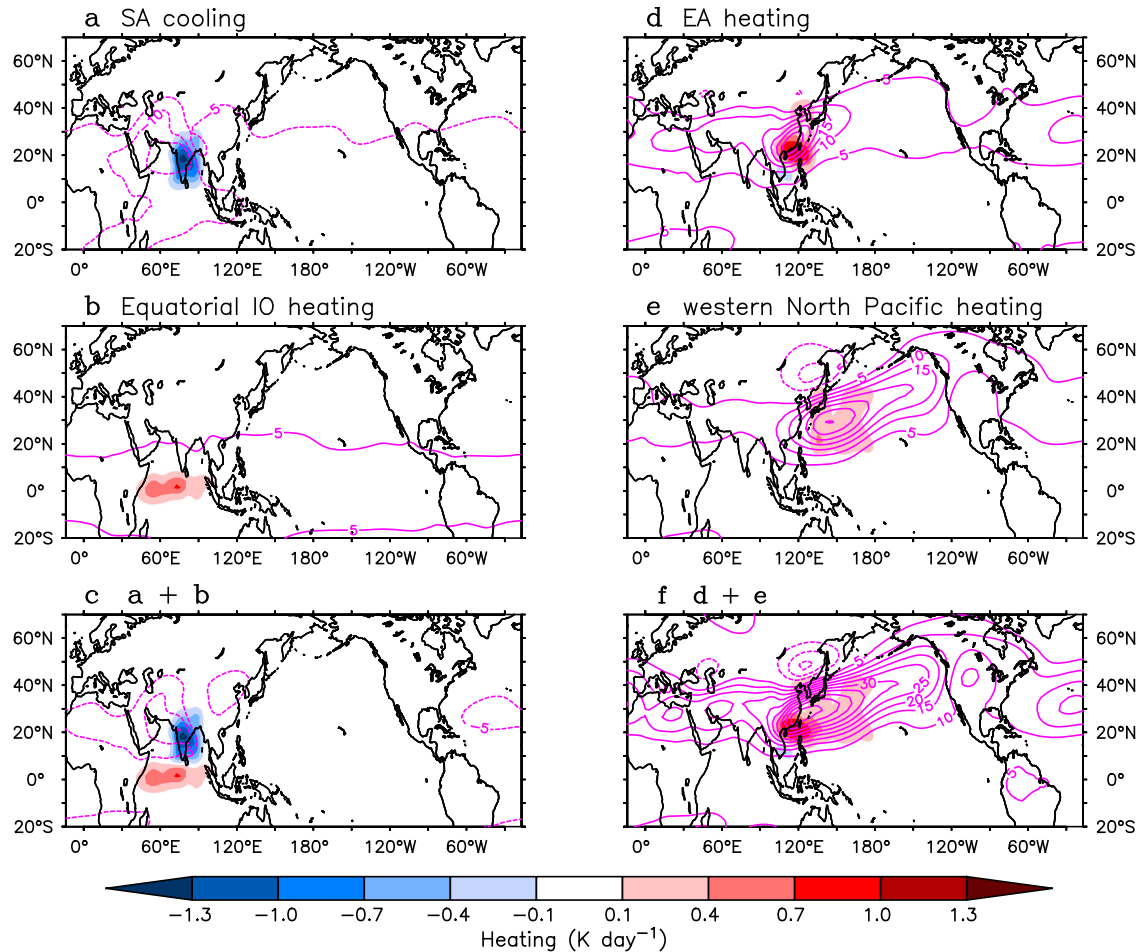 a SA cooling
60°N
40°N
20°N
0°
20°S
0° 60°E 120°E 180° 120°W 60°W
5
d EA heating
60°N
40°N
20°N
0°
20°S
0° 60°E 120°E 180° 120°W 60°W
5 15 10 5 5
b Equatorial IO heating
60°N
40°N
20°N
0°
20°S
0° 60°E 120°E 180° 120°W 60°W
5 5
e western North Pacific heating
60°N
40°N
20°N
0°
20°S
0° 60°E 120°E 180° 120°W 60°W
10 5 15 5
c a + b
60°N
40°N
20°N
0°
20°S
0° 60°E 120°E 180° 120°W 60°W
-5
f d + e
60°N
40°N
20°N
0°
20°S
0° 60°E 120°E 180° 120°W 60°W
5 30 25 20 15 10 5
−1.3 −1.0 −0.7 −0.4 −0.1 0.1 0.4 0.7 1.0 1.3
Heating (K day⁻¹)